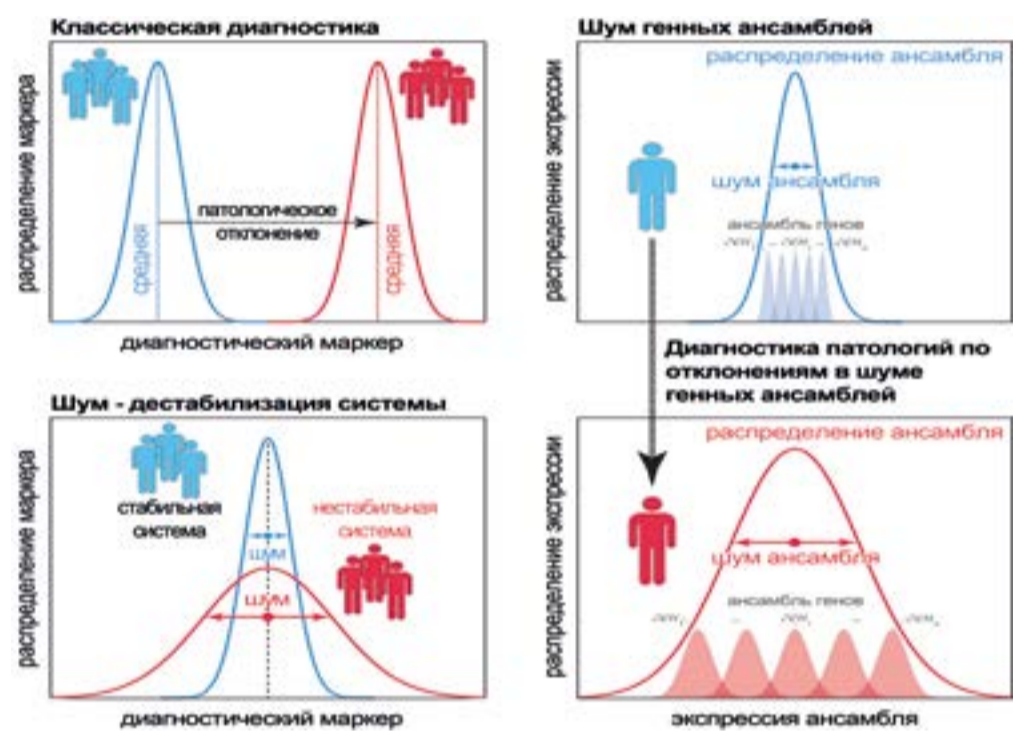 Классическая диагностика
распределение маркера
средняя
патологическое
отклонение
средняя
диагностический маркер
Шум генных ансамблей
распределение экспрессии
распределение ансамбля
шум ансамбля
ансамбль генов
Диагностика патологий по
отклонениям в шуме
генных ансамблей
Шум - дестабилизация системы
распределение маркера
стабильная
система
нестабильная
система
шум
шум
диагностический маркер
распределение экспрессии
распределение ансамбля
шум ансамбля
ансамбль генов
экспрессия ансамбля